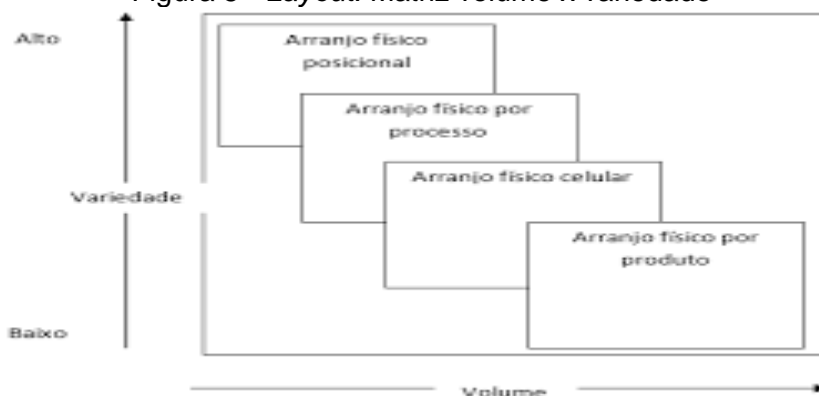 Layout: Matriz Volume x Variedade
Alto
Arranjo físico
posicional
Arranjo físico por
processo
Arranjo físico celular
Variedade
Arranjo físico por
produto
Baixo
Volume